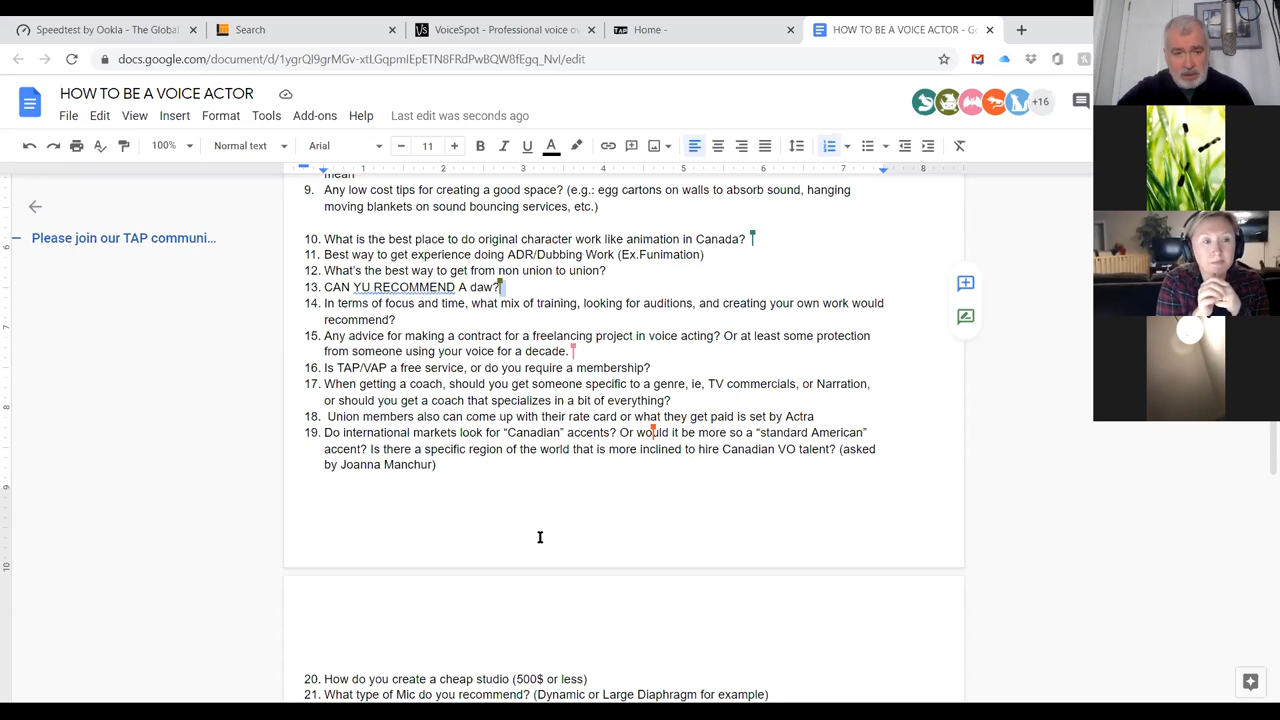 Speedtest by Ookla - The Global
Search
VoiceSpot - Professional voice ov
Home -
HOW TO BE A VOICE ACTOR - Go
HOW TO BE A VOICE ACTOR
File Edit View Insert Format Tools Add-ons Help Last edit was seconds ago
+16
100% Normal text Arial 11
1 2 3 4 5 6 7 8
mean
9. Any low cost tips for creating a good space? (e.g.: egg cartons on walls to absorb sound, hanging
moving blankets on sound bouncing services, etc.)
Please join our TAP communi...
10. What is the best place to do original character work like animation in Canada?
11. Best way to get experience doing ADR/Dubbing Work (Ex.Funimation)
12. What's the best way to get from non union to union?
13. CAN YU RECOMMEND A daw?
14. In terms of focus and time, what mix of training, looking for auditions, and creating your own work would
recommend?
15. Any advice for making a contract for a freelancing project in voice acting? Or at least some protection
from someone using your voice for a decade.
16. Is TAP/VAP a free service, or do you require a membership?
17. When getting a coach, should you get someone specific to a genre, ie, TV commercials, or Narration,
or should you get a coach that specializes in a bit of everything?
18. Union members also can come up with their rate card or what they get paid is set by Actra
19. Do international markets look for “Canadian” accents? Or would it be more so a “standard American”
accent? Is there a specific region of the world that is more inclined to hire Canadian VO talent? (asked
by Joanna Manchur)
20. How do you create a cheap studio (500$ or less)
21. What type of Mic do you recommend? (Dynamic or Large Diaphragm for example)